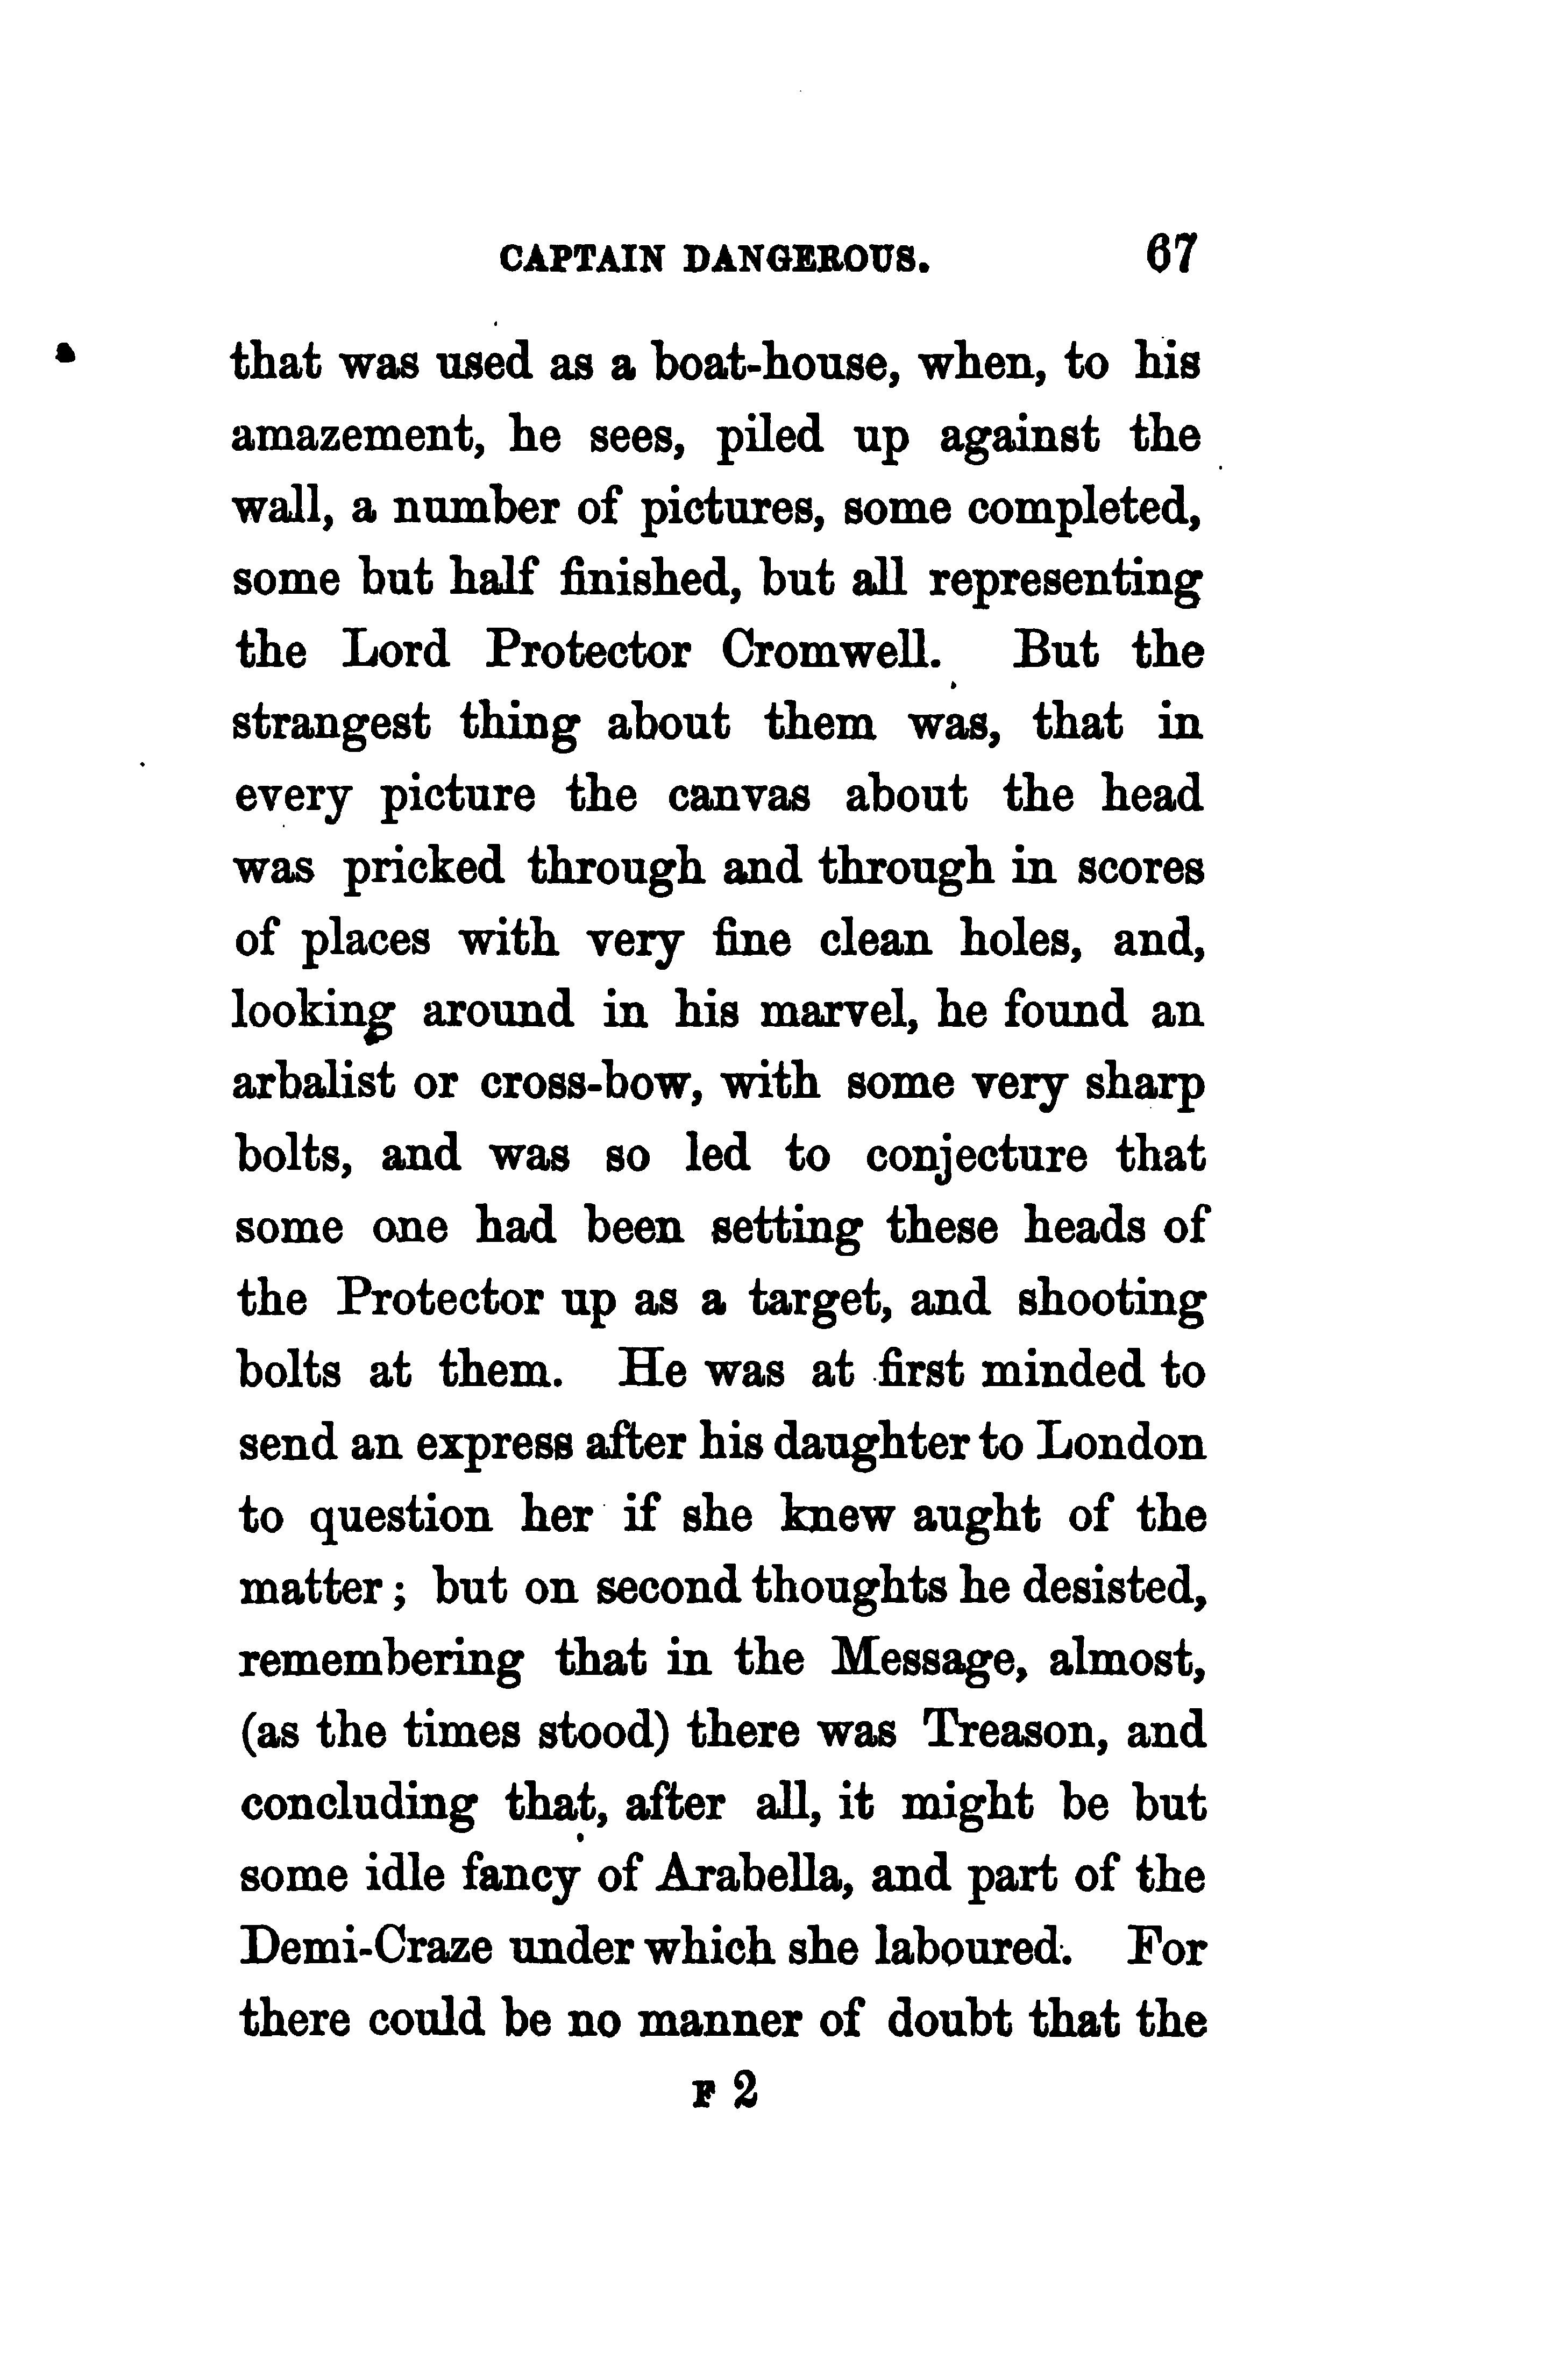 CAPTAIN DANGEROUS. 67
that was used as a boat-house, when, to his
amazement, he sees, piled up against the
wall, a number of pictures, some completed,
some but half finished, but all representing
the Lord Protector Cromwell. But the
strangest thing about them was, that in
every picture the canvas about the head
was pricked through and through in scores
of places with very fine clean holes, and,
looking around in his marvel, he found an
arbalist or cross-bow, with some very sharp
bolts, and was so led to conjecture that
some one had been setting these heads of
the Protector up as a target, and shooting
bolts at them. He was at first minded to
send an express after his daughter to London
to question her if she knew aught of the
matter; but on second thoughts he desisted,
remembering that in the Message, almost,
(as the times stood) there was Treason, and
concluding that, after all, it might be but
some idle fancy of Arabella, and part of the
Demi-Craze under which she laboured. For
there could be no manner of doubt that the
F 2